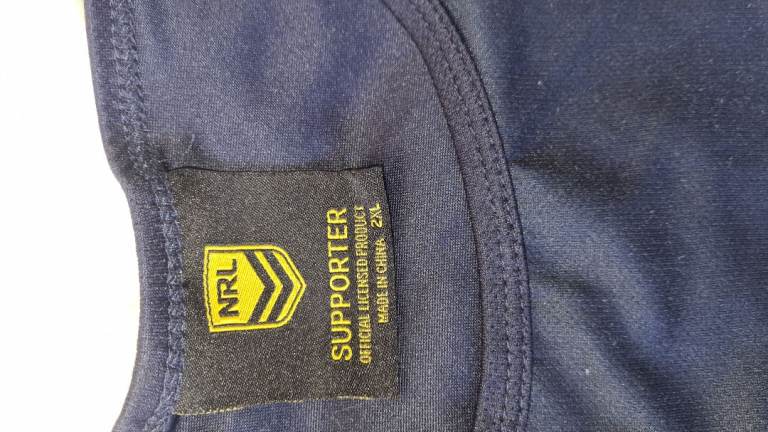 NRL
SUPPORTER
OFFICIAL LICENSED PRODUCT
MADE IN CHINA 2XL